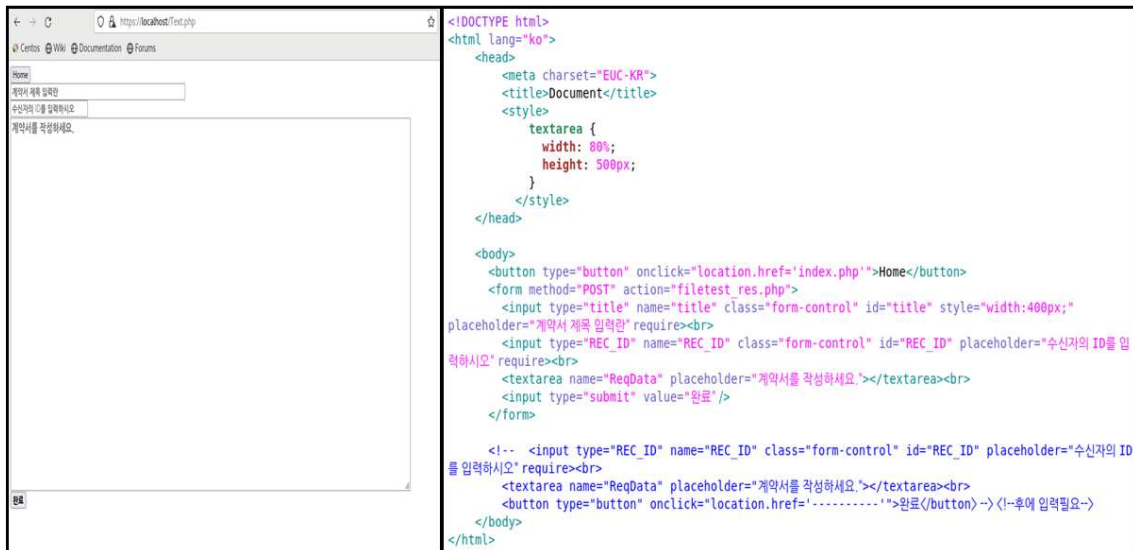 https://localhost/Text.php
Centos Wiki Documentation Forums
Home
계약서 제목 입력란
수신자의 ID를 입력하시오
계약서를 작성하세요.
완료
<!DOCTYPE html>
<html lang="ko">
<head>
<meta charset="EUC-KR">
<title>Document</title>
<style>
textarea {
width: 80%;
height: 500px;
}
</style>
</head>
<body>
<button type="button" onclick="location.href='index.php'">Home</button>
<form method="POST" action="filetest_res.php">
<input type="title" name="title" class="form-control" id="title" style="width:400px;"
placeholder="계약서 제목 입력란" require><br>
<input type="REC_ID" name="REC_ID" class="form-control" id="REC_ID" placeholder="수신자의 ID를 입
력하시오" require><br>
<textarea name="ReqData" placeholder="계약서를 작성하세요."></textarea><br>
<input type="submit" value="완료" />
</form>
<!-- <input type="REC_ID" name="REC_ID" class="form-control" id="REC_ID" placeholder="수신자의 ID
를 입력하시오" require><br>
<textarea name="ReqData" placeholder="계약서를 작성하세요."></textarea><br>
<button type="button" onclick="location.href='----------'">완료</button> --> <!--후에 입력필요-->
</body>
</html>